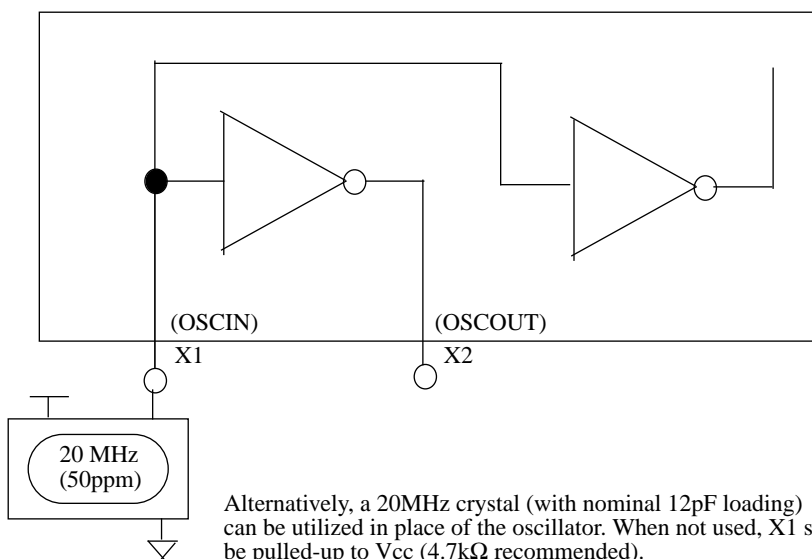 (OSCIN)
(OSCOUT)
X1
X2
20 MHz
(50ppm)
Alternatively, a 20MHz crystal (with nominal 12pF loading)
can be utilized in place of the oscillator. When not used, X1 s
be pulled-up to Vcc (4.7kΩ recommended).